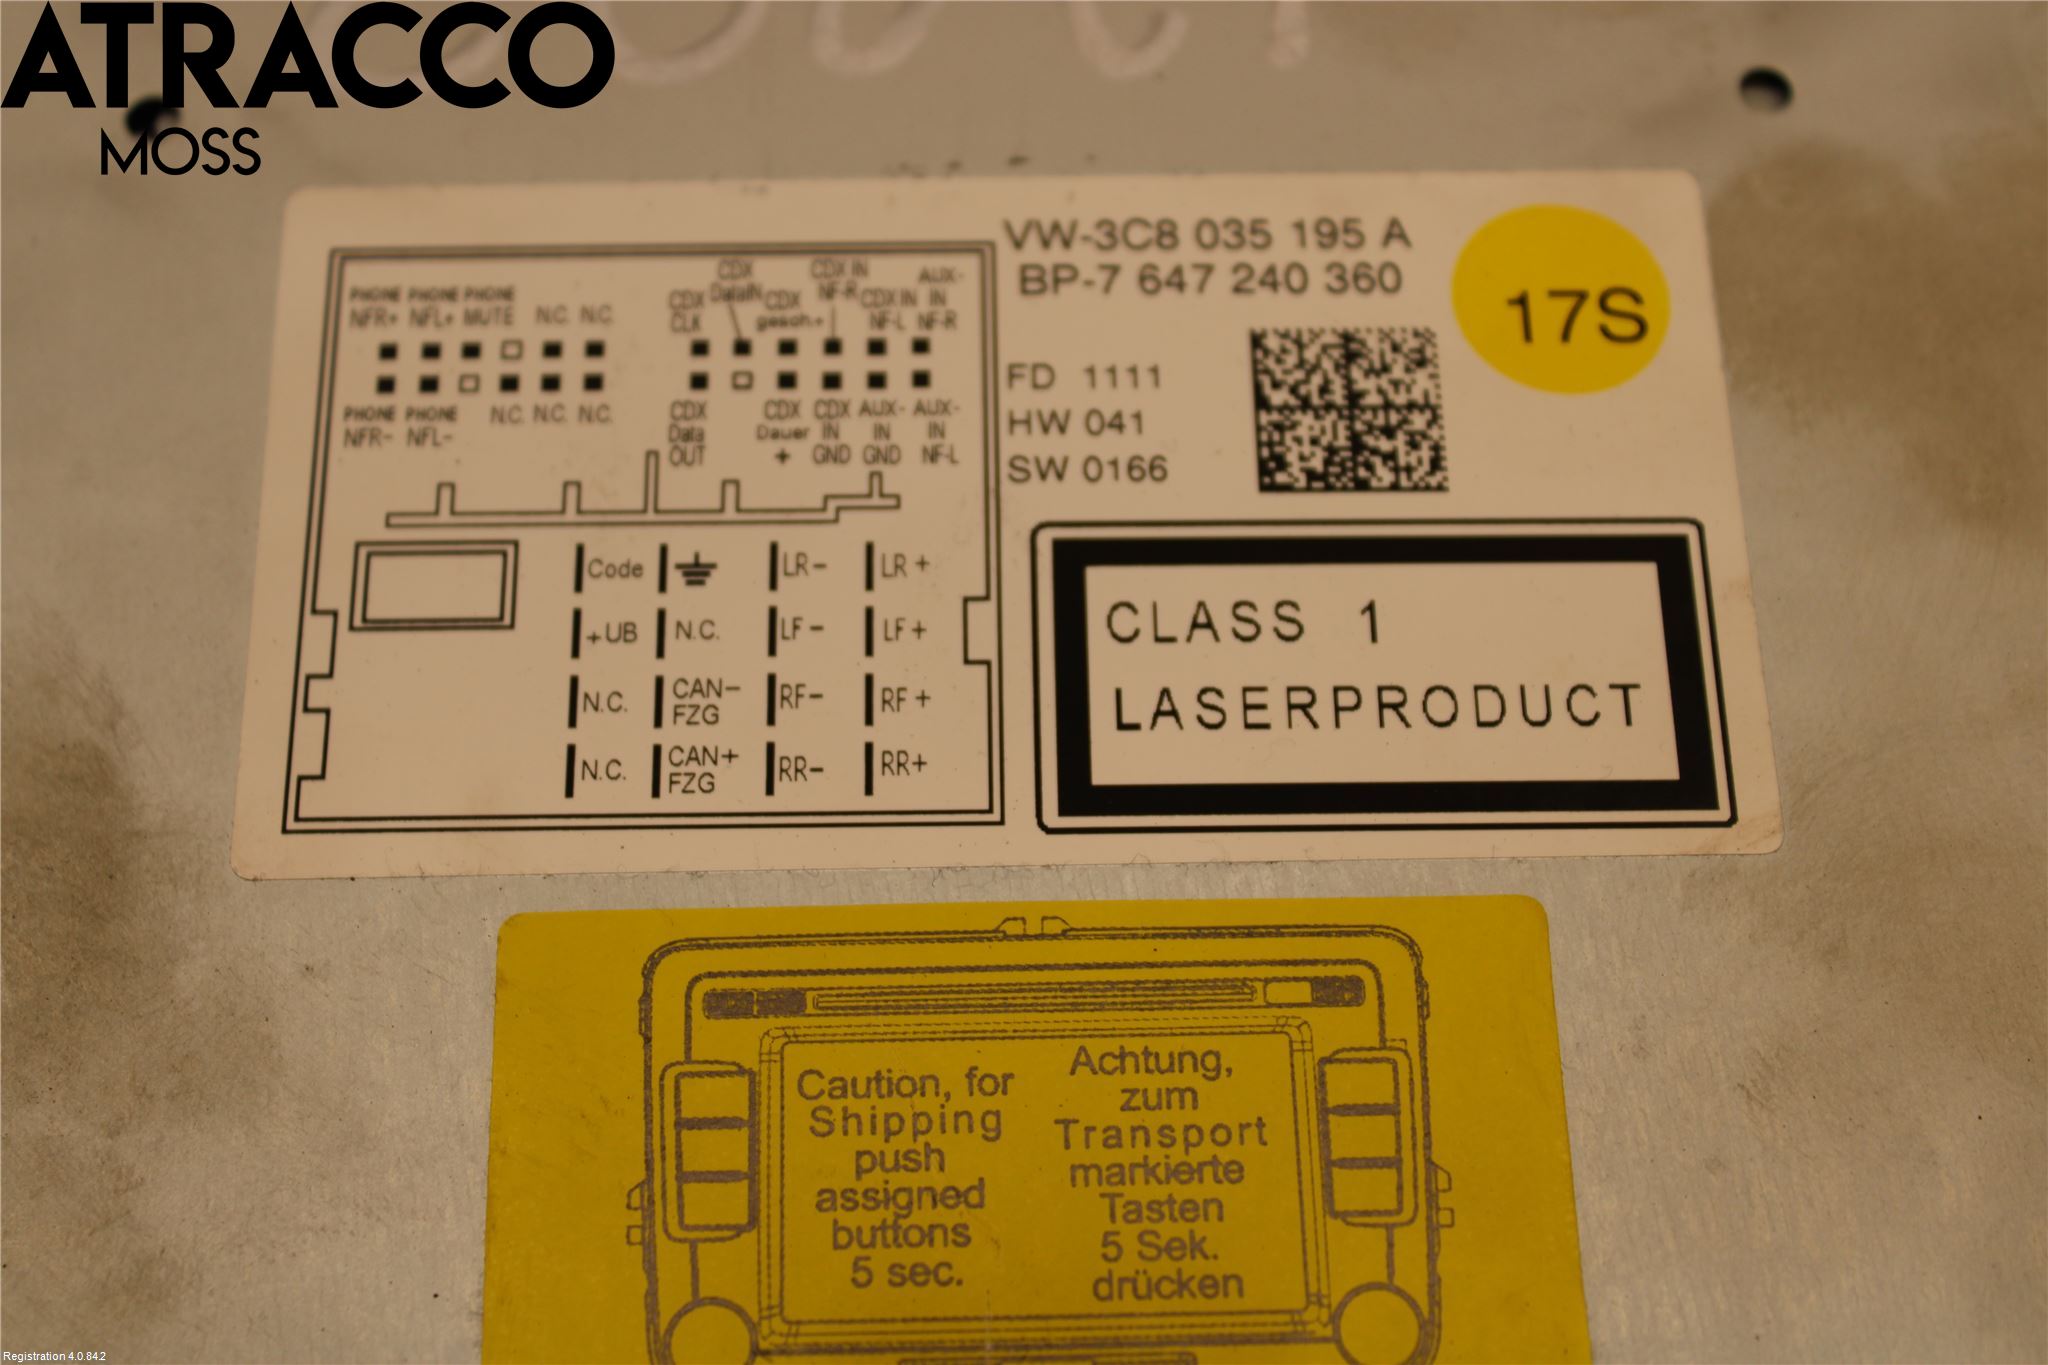 ATRACCO
MOSS
VW-3C8 035 195 A
BP-7 647 240 360
17S
FD 1111
HW 041
SW 0166
CDX CDX IN AUX-
PHONE PHONE PHONE CDX DataIN CDX NF-R CDX IN IN
NFR+ NFL+ MUTE N.C. N.C. CLK gesch.+ NF-L NF-R
PHONE PHONE N.C. N.C. N.C. CDX CDX CDX AUX- AUX-
NFR- NFL- Data Dauer IN IN IN
OUT + GND GND NF-L
Code LR- LR+
+UB N.C. LF- LF+
N.C. CAN- FZG RF- RF+
N.C. CAN+ FZG RR- RR+
CLASS 1
LASERPRODUCT
Caution, for
Shipping
push
assigned
buttons
5 sec.
Achtung,
zum
Transport
markierte
Tasten
5 Sek.
drücken
Registration 4.0.84.2